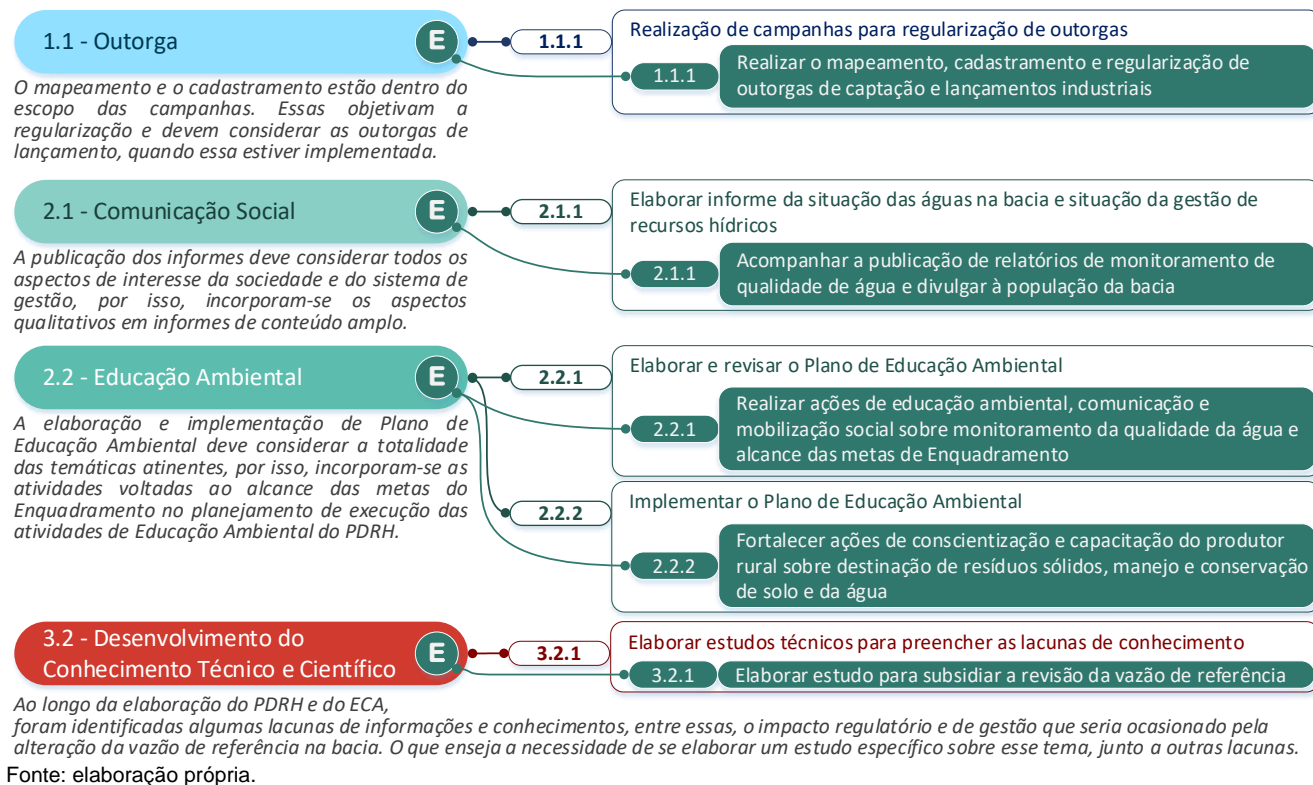 1.1 - Outorga
E
1.1.1
Realização de campanhas para regularização de outorgas
1.1.1
Realizar o mapeamento, cadastramento e regularização de
outorgas de captação e lançamentos industriais
O mapeamento e o cadastramento estão dentro do
escopo das campanhas. Essas objetivam a
regularização e devem considerar as outorgas de
lançamento, quando essa estiver implementada.
2.1 - Comunicação Social
E
2.1.1
Elaborar informe da situação das águas na bacia e situação da gestão de
recursos hídricos
2.1.1
Acompanhar a publicação de relatórios de monitoramento de
qualidade de água e divulgar à população da bacia
A publicação dos informes deve considerar todos os
aspectos de interesse da sociedade e do sistema de
gestão, por isso, incorporam-se os aspectos
qualitativos em informes de conteúdo amplo.
2.2 - Educação Ambiental
E
2.2.1
Elaborar e revisar o Plano de Educação Ambiental
2.2.1
Realizar ações de educação ambiental, comunicação e
mobilização social sobre monitoramento da qualidade da água e
alcance das metas de Enquadramento
A elaboração e implementação de Plano de
Educação Ambiental deve considerar a totalidade
das temáticas atinentes, por isso, incorporam-se as
atividades voltadas ao alcance das metas do
Enquadramento no planejamento de execução das
atividades de Educação Ambiental do PDRH.
2.2.2
Implementar o Plano de Educação Ambiental
2.2.2
Fortalecer ações de conscientização e capacitação do produtor
rural sobre destinação de resíduos sólidos, manejo e conservação
de solo e da água
3.2 - Desenvolvimento do
Conhecimento Técnico e Científico
E
3.2.1
Elaborar estudos técnicos para preencher as lacunas de conhecimento
3.2.1
Elaborar estudo para subsidiar a revisão da vazão de referência
Ao longo da elaboração do PDRH e do ECA,
foram identificadas algumas lacunas de informações e conhecimentos, entre essas, o impacto regulatório e de gestão que seria ocasionado pela
alteração da vazão de referência na bacia. O que enseja a necessidade de se elaborar um estudo específico sobre esse tema, junto a outras lacunas.
Fonte: elaboração própria.